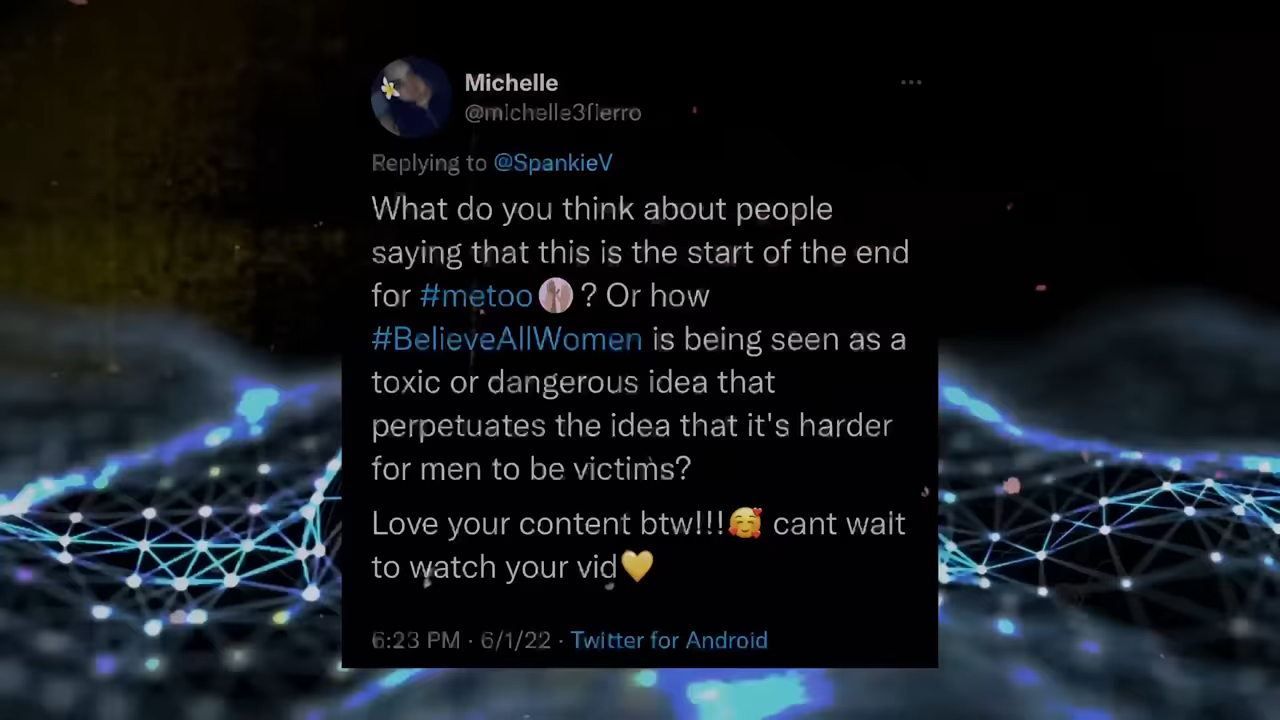 Michelle
@michelle3fierro
Replying to @SpankieV
What do you think about people
saying that this is the start of the end
for #metoo ? Or how
#BelieveAllWomen is being seen as a
toxic or dangerous idea that
perpetuates the idea that it's harder
for men to be victims?
Love your content btw!!!🥰 cant wait
to watch your vid💛
6:23 PM · 6/1/22 · Twitter for Android